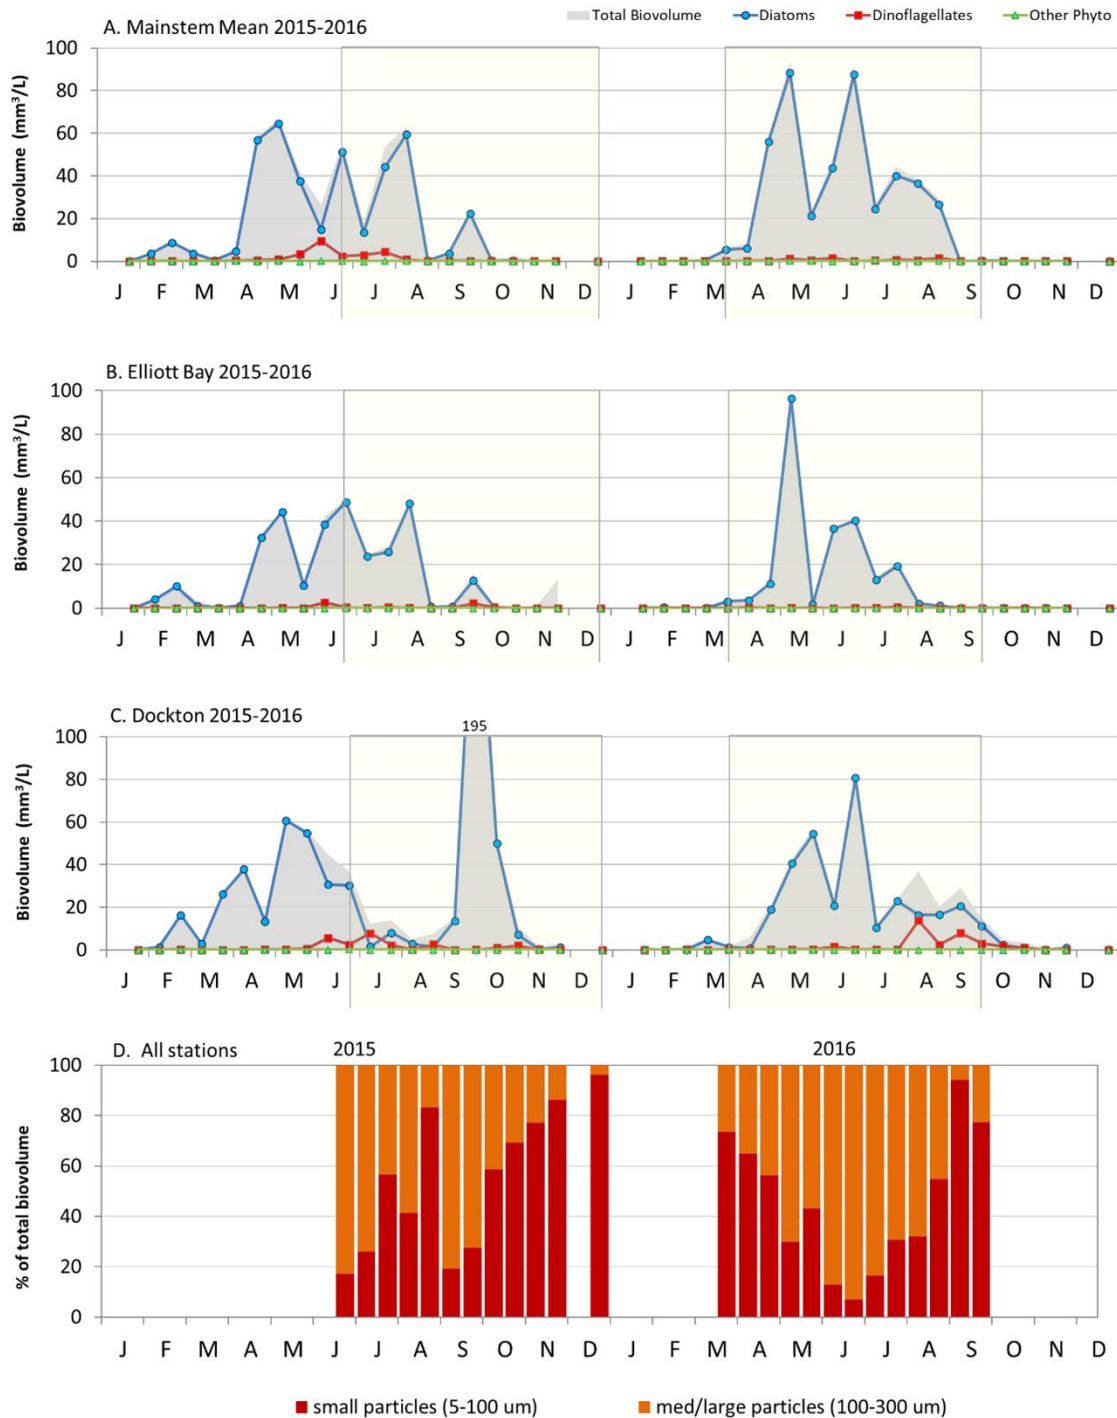 Total Biovolume Diatoms Dinoflagellates Other Phyto
A. Mainstem Mean 2015-2016
Biovolume (mm³/L)
100
80
60
40
20
0
J F M A M J J A S O N D J F M A M J J A S O N D
B. Elliott Bay 2015-2016
Biovolume (mm³/L)
100
80
60
40
20
0
J F M A M J J A S O N D J F M A M J J A S O N D
C. Dockton 2015-2016
195
Biovolume (mm³/L)
100
80
60
40
20
0
J F M A M J J A S O N D J F M A M J J A S O N D
D. All stations 2015 2016
% of total biovolume
100
80
60
40
20
0
J F M A M J J A S O N D J F M A M J J A S O N D
small particles (5-100 um) med/large particles (100-300 um)